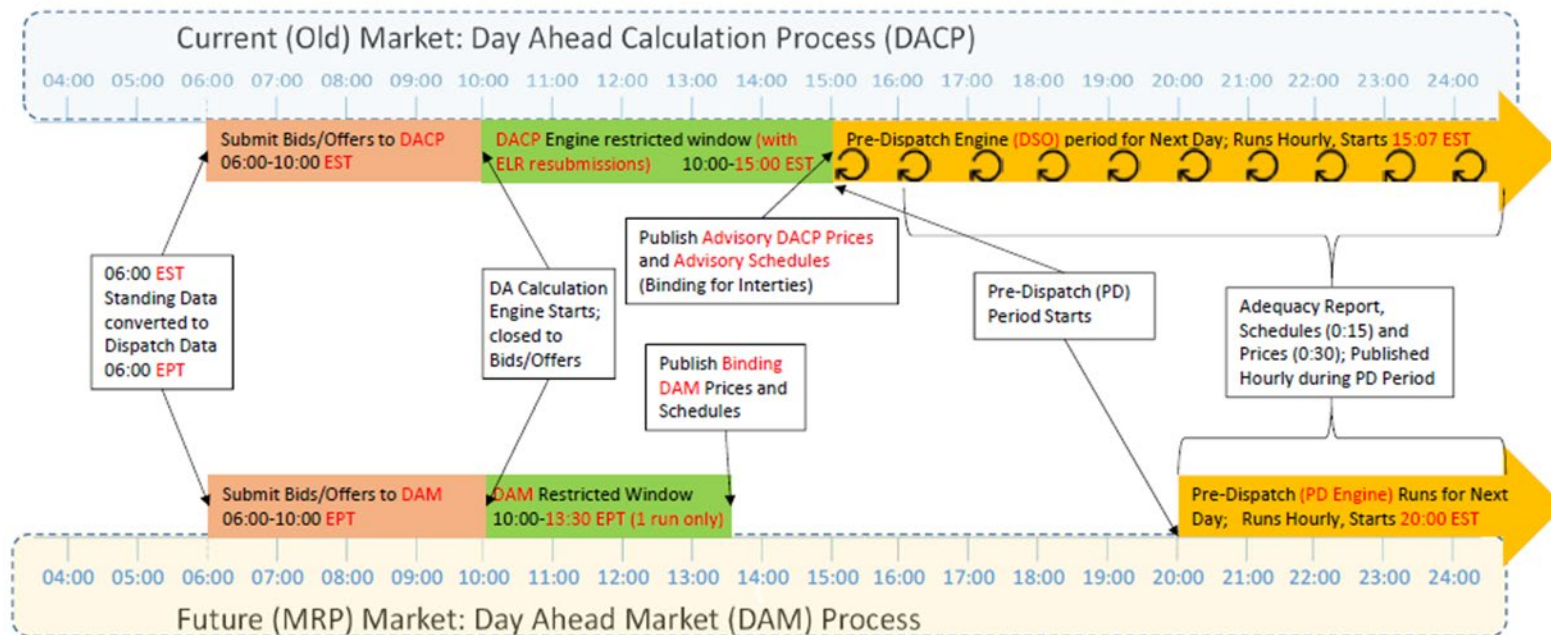 Current (Old) Market: Day Ahead Calculation Process (DACP)
04:00 05:00 06:00 07:00 08:00 09:00 10:00 11:00 12:00 13:00 14:00 15:00 16:00 17:00 18:00 19:00 20:00 21:00 22:00 23:00 24:00
Submit Bids/Offers to DACP
06:00-10:00 EST
DACP Engine restricted window (with
ELR resubmissions) 10:00-15:00 EST
Pre-Dispatch Engine (DSO) period for Next Day; Runs Hourly, Starts 15:07 EST
06:00 EST
Standing Data
converted to
Dispatch Data
06:00 EPT
DA Calculation
Engine Starts;
closed to
Bids/Offers
Publish Advisory DACP Prices
and Advisory Schedules
(Binding for Interties)
Publish Binding
DAM Prices and
Schedules
Pre-Dispatch (PD)
Period Starts
Adequacy Report,
Schedules (0:15) and
Prices (0:30); Published
Hourly during PD Period
Submit Bids/Offers to DAM
06:00-10:00 EPT
DAM Restricted Window
10:00-13:30 EPT (1 run only)
Pre-Dispatch (PD Engine) Runs for Next
Day; Runs Hourly, Starts 20:00 EST
04:00 05:00 06:00 07:00 08:00 09:00 10:00 11:00 12:00 13:00 14:00 15:00 16:00 17:00 18:00 19:00 20:00 21:00 22:00 23:00 24:00
Future (MRP) Market: Day Ahead Market (DAM) Process